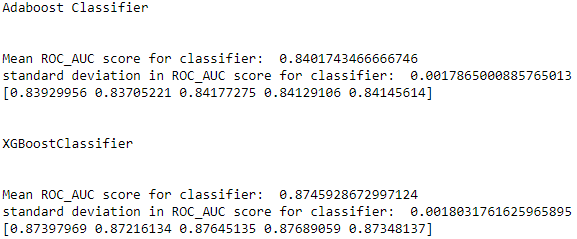 Adaboost Classifier
Mean ROC_AUC score for classifier:  0.8401743466666746
standard deviation in ROC_AUC score for classifier:  0.0017865000885765013
[0.83929956 0.83705221 0.84177275 0.84129106 0.84145614]
XGBoostClassifier
Mean ROC_AUC score for classifier:  0.8745928672997124
standard deviation in ROC_AUC score for classifier:  0.0018031761625965895
[0.87397969 0.87216134 0.87645135 0.87689059 0.87348137]